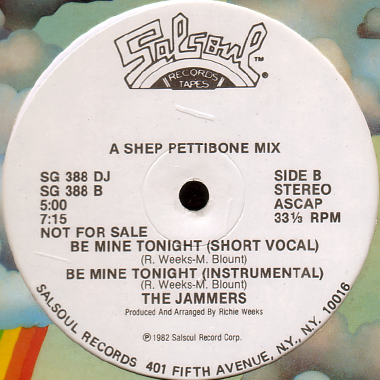 Salsoul TM
RECORDS
TAPES ®
A SHEP PETTIBONE MIX
SG 388 DJ SIDE B
SG 388 B STEREO
5:00 ASCAP
7:15 33⅓ RPM
NOT FOR SALE
BE MINE TONIGHT (SHORT VOCAL)
(R. Weeks-M. Blount)
BE MINE TONIGHT (INSTRUMENTAL)
(R. Weeks-M. Blount)
THE JAMMERS
Produced and Arranged By Richie Weeks
℗ © 1982 Salsoul Record Corp.
SALSOUL RECORDS 401 FIFTH AVENUE, N.Y., N.Y. 10016